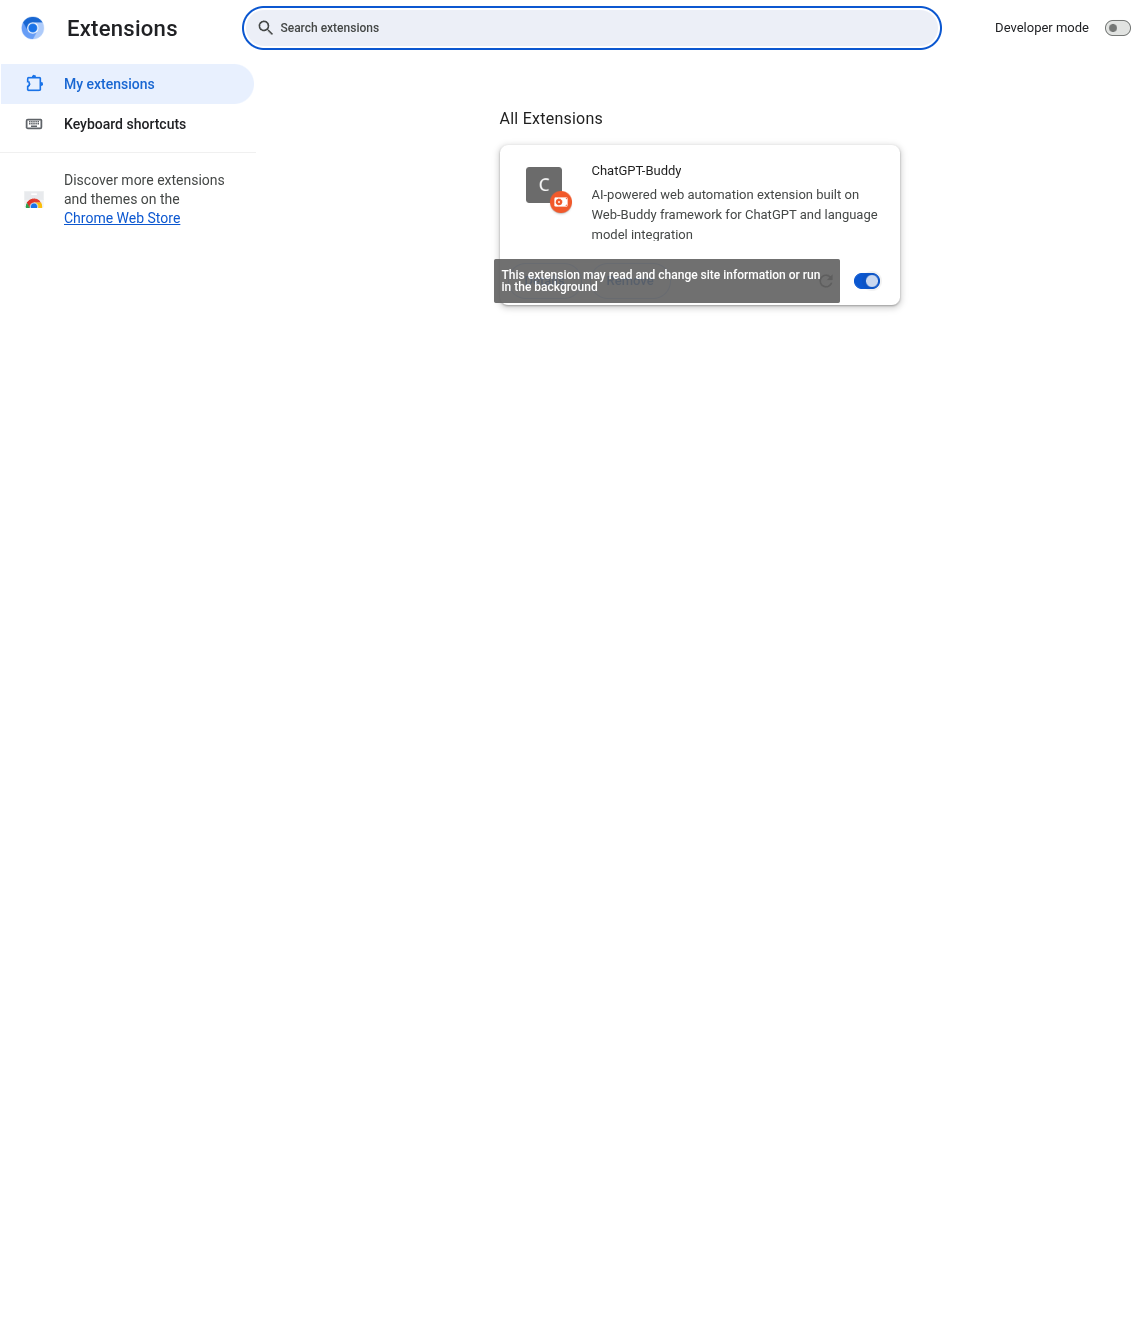 Extensions
Search extensions
Developer mode
My extensions
Keyboard shortcuts
Discover more extensions
and themes on the
Chrome Web Store
All Extensions
C
ChatGPT-Buddy
AI-powered web automation extension built on
Web-Buddy framework for ChatGPT and language
model integration
This extension may read and change site information or run
in the background
Remove